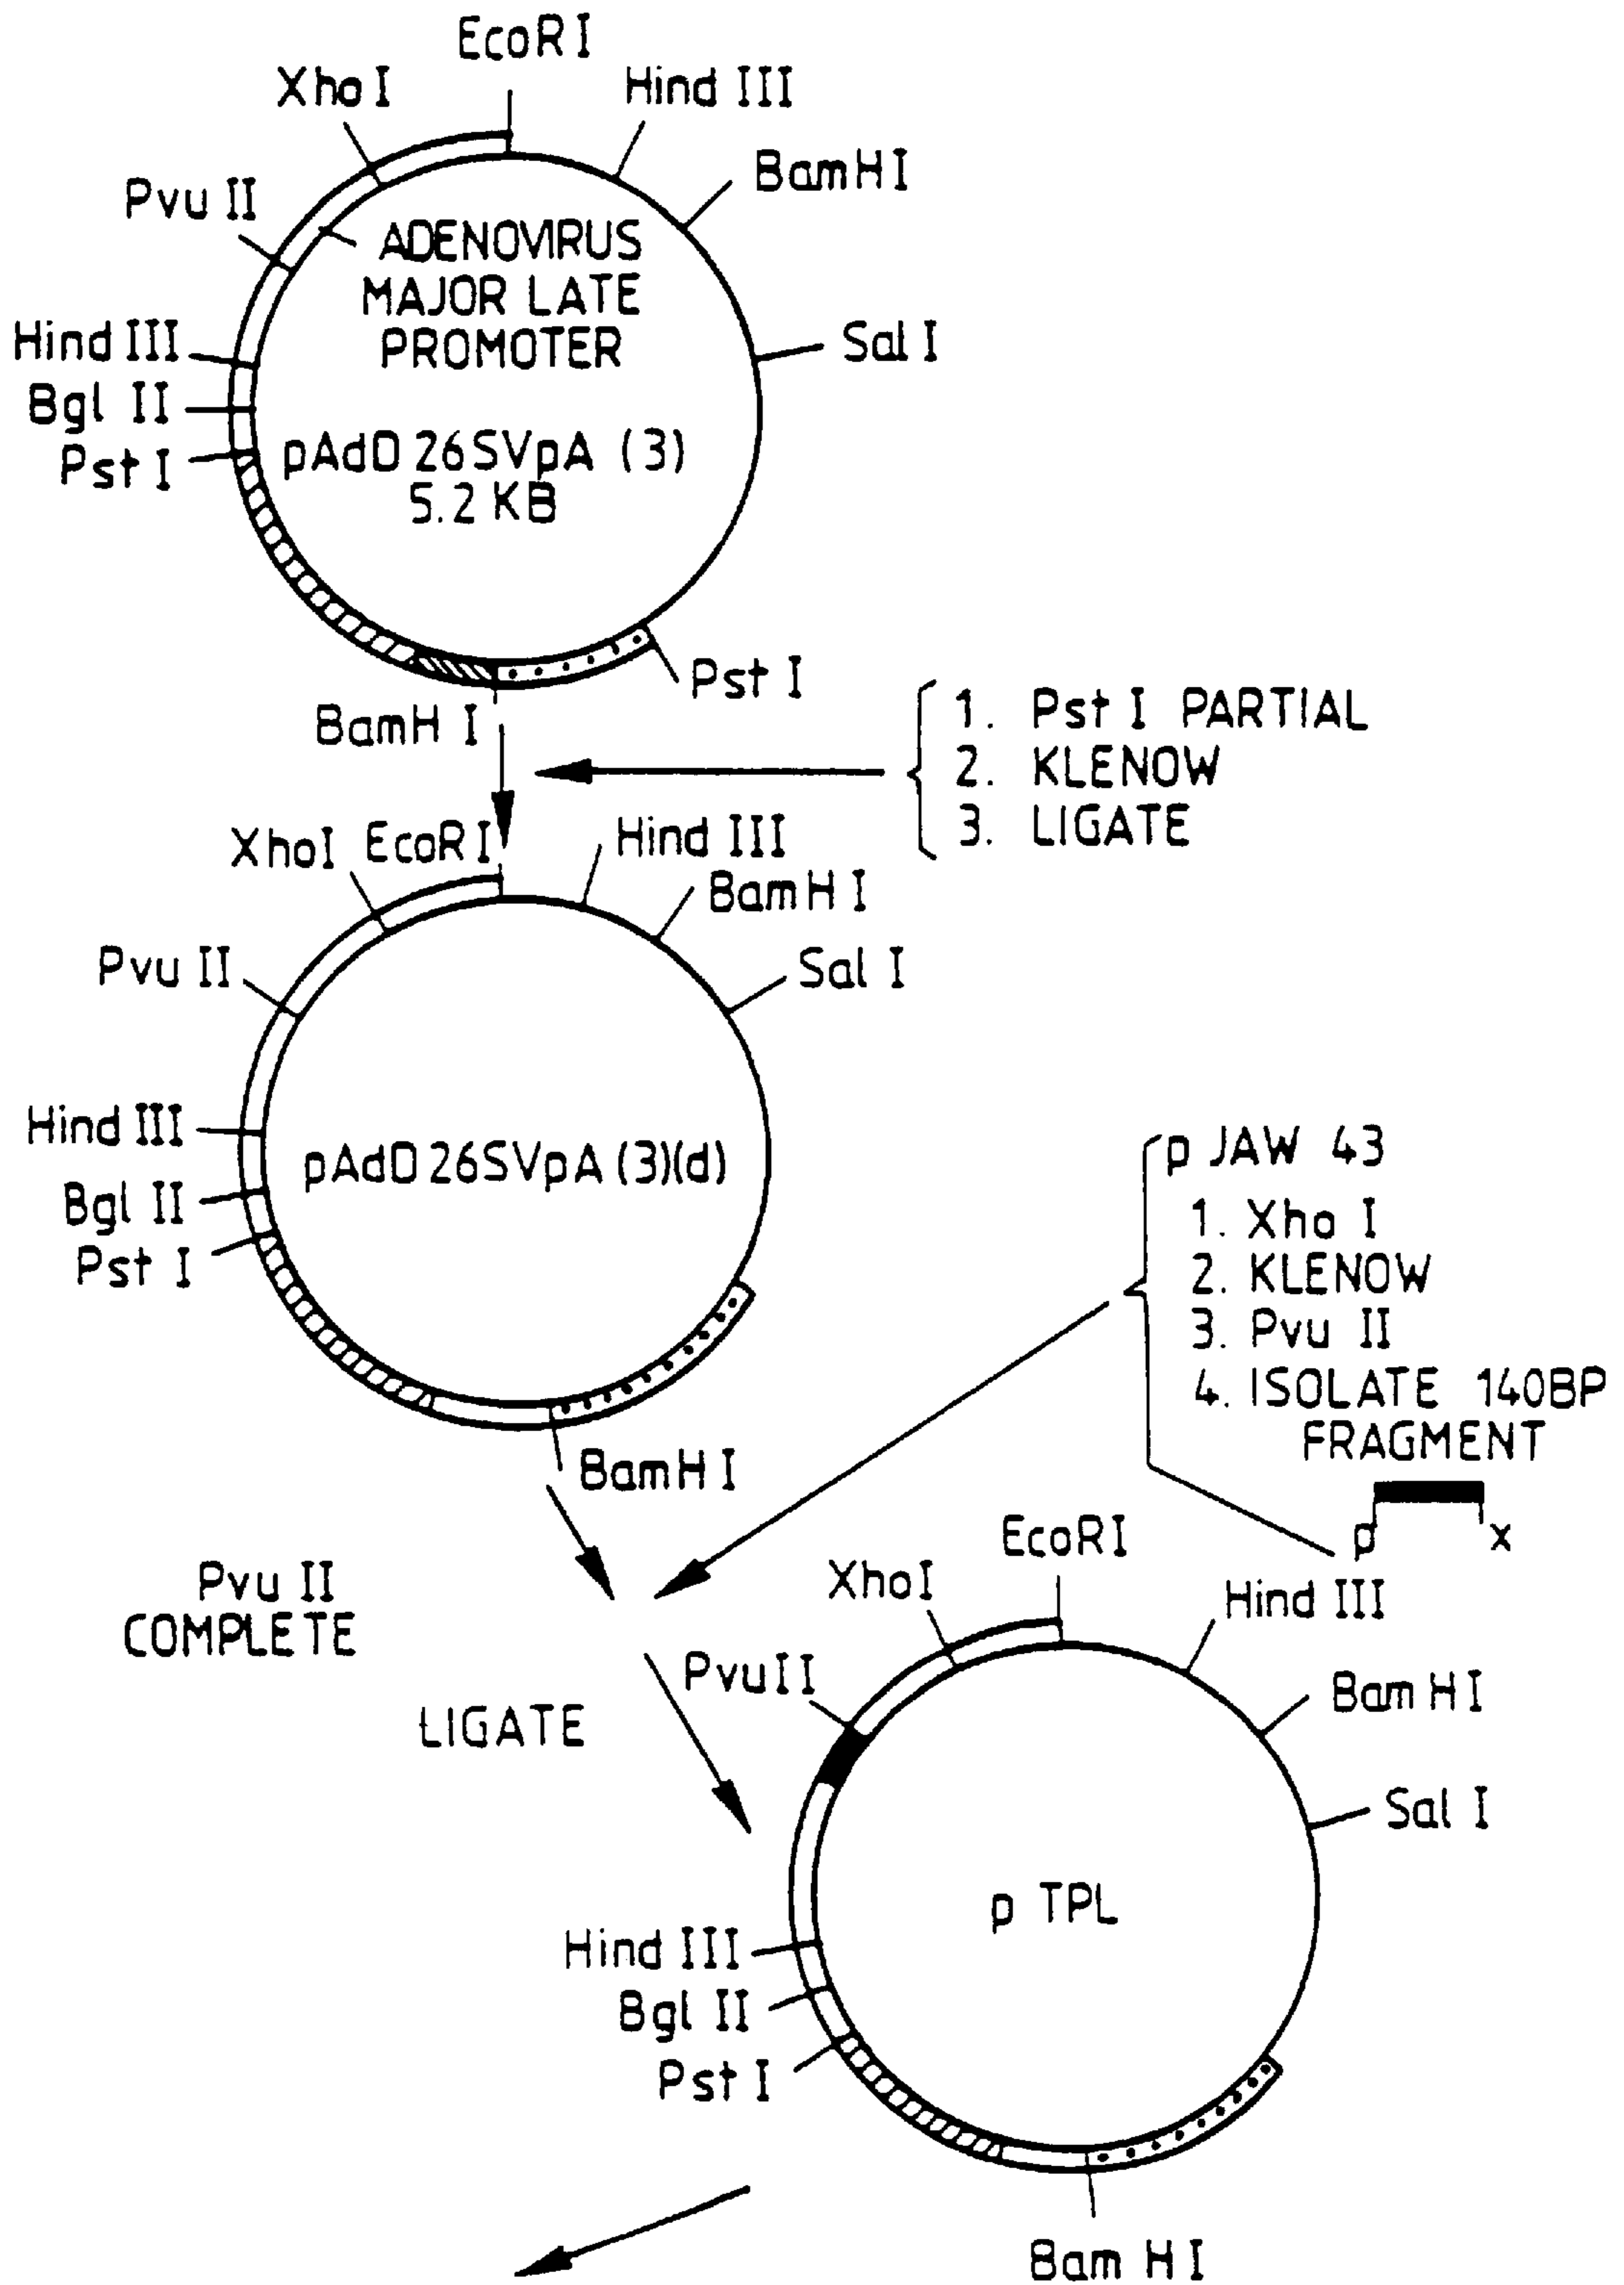 EcoRI
Xho I
Hind III
BamH I
Pvu II
ADENOVIRUS
MAJOR LATE
PROMOTER
Hind III
Sal I
Bgl II
Pst I
pAdD 26SVpA (3)
5.2 KB
Pst I
BamH I
1. Pst I PARTIAL
2. KLENOW
3. LIGATE
XhoI EcoRI
Hind III
BamH I
Pvu II
Sal I
Hind III
pAdD 26SVpA (3)(d)
Bgl II
Pst I
BamH I
p JAW 43
1. Xho I
2. KLENOW
3. Pvu II
4. ISOLATE 140BP
FRAGMENT
p x
Pvu II
COMPLETE
LIGATE
EcoRI
XhoI
Hind III
PvuII
Bam H I
Sal I
p TPL
Hind III
Bgl II
Pst I
Bam H I